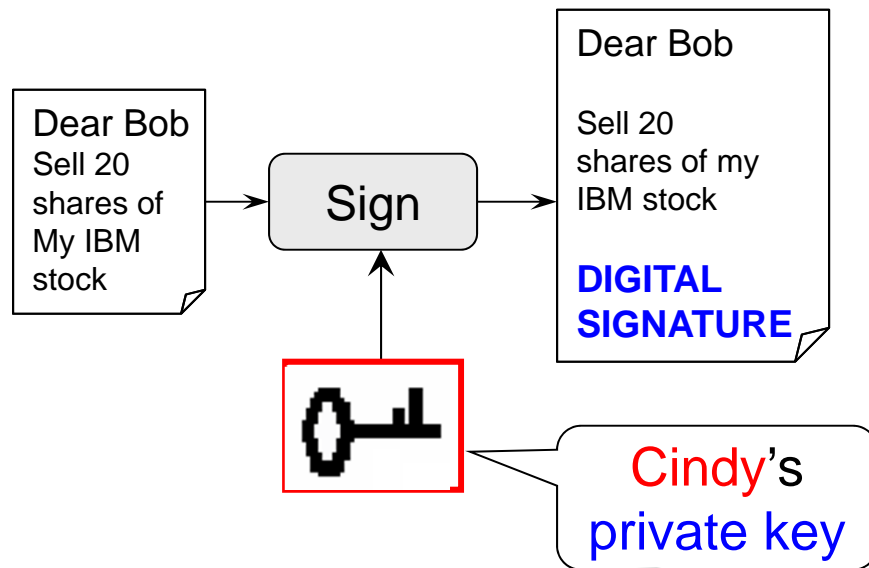 Dear Bob
Sell 20
shares of
My IBM
stock
Sign
Dear Bob
Sell 20
shares of my
IBM stock
DIGITAL
SIGNATURE
Cindy's
private key